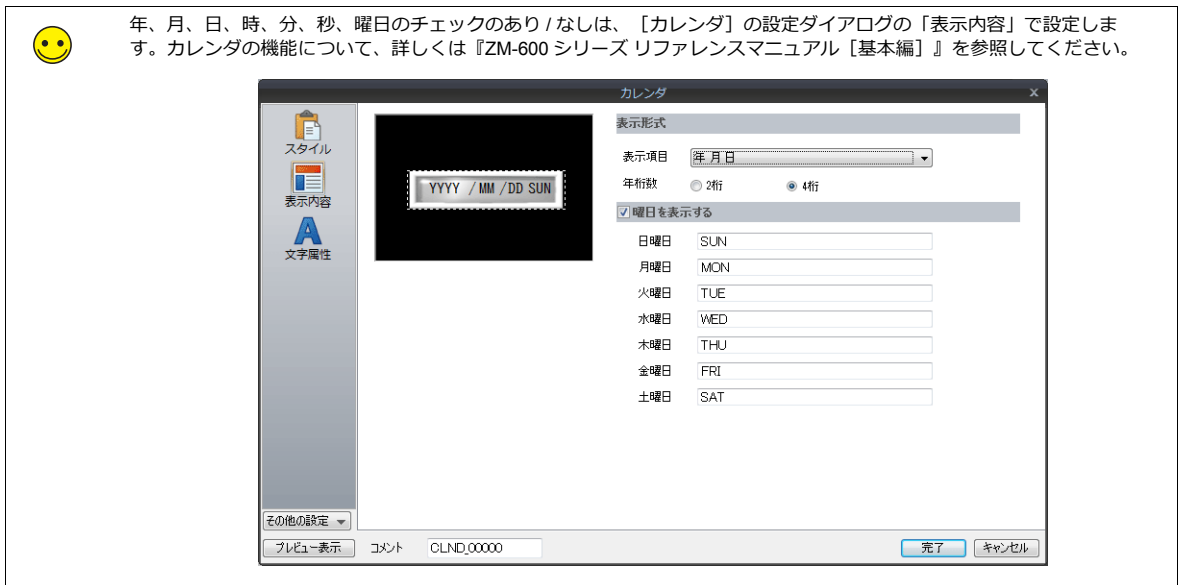 年、月、日、時、分、秒、曜日のチェックのあり / なしは、［カレンダ］の設定ダイアログの「表示内容」で設定しま
す。カレンダの機能について、詳しくは『ZM-600 シリーズ リファレンスマニュアル［基本編］』を参照してください。
カレンダ x
スタイル
表示内容
文字属性
YYYY /MM /DD SUN
表示形式
表示項目 年月日
年桁数 2桁 4桁
曜日を表示する
日曜日 SUN
月曜日 MON
火曜日 TUE
水曜日 WED
木曜日 THU
金曜日 FRI
土曜日 SAT
その他の設定
プレビュー表示 コメント CLND_00000 完了 キャンセル